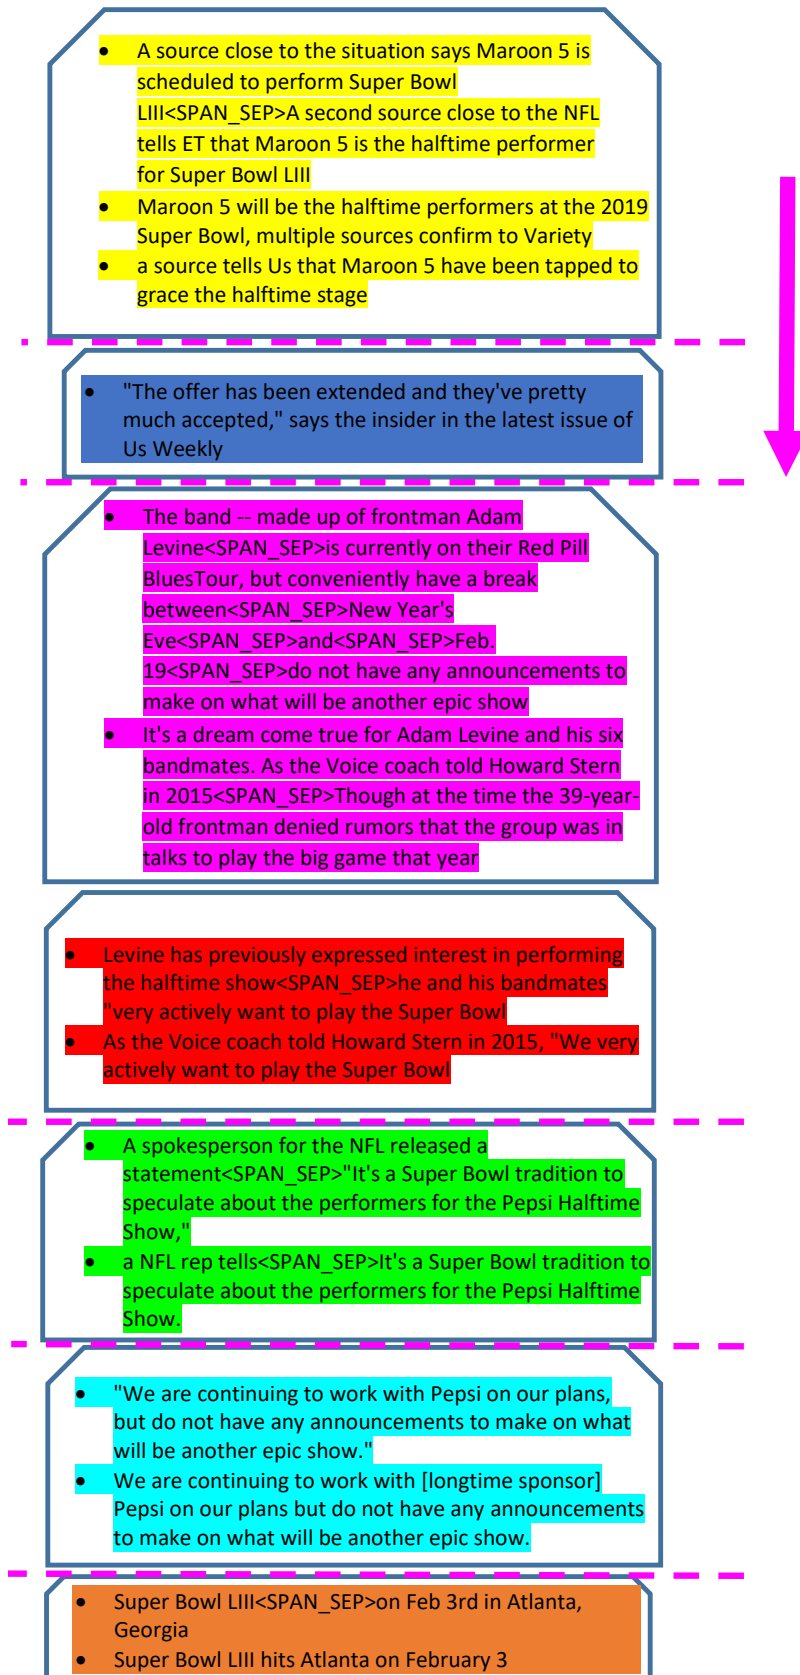 • A source close to the situation says Maroon 5 is
scheduled to perform Super Bowl
LIII<SPAN_SEP>A second source close to the NFL
tells ET that Maroon 5 is the halftime performer
for Super Bowl LIII
• Maroon 5 will be the halftime performers at the 2019
Super Bowl, multiple sources confirm to Variety
• a source tells Us that Maroon 5 have been tapped to
grace the halftime stage
• "The offer has been extended and they've pretty
much accepted," says the insider in the latest issue of
Us Weekly
• The band -- made up of frontman Adam
Levine<SPAN_SEP>is currently on their Red Pill
BluesTour, but conveniently have a break
between<SPAN_SEP>New Year's
Eve<SPAN_SEP>and<SPAN_SEP>Feb.
19<SPAN_SEP>do not have any announcements to
make on what will be another epic show
• It's a dream come true for Adam Levine and his six
bandmates. As the Voice coach told Howard Stern
in 2015<SPAN_SEP>Though at the time the 39-year-
old frontman denied rumors that the group was in
talks to play the big game that year
• Levine has previously expressed interest in performing
the halftime show<SPAN_SEP>he and his bandmates
"very actively want to play the Super Bowl
• As the Voice coach told Howard Stern in 2015, "We very
actively want to play the Super Bowl
• A spokesperson for the NFL released a
statement<SPAN_SEP>"It's a Super Bowl tradition to
speculate about the performers for the Pepsi Halftime
Show,"
• a NFL rep tells<SPAN_SEP>It's a Super Bowl tradition to
speculate about the performers for the Pepsi Halftime
Show.
• "We are continuing to work with Pepsi on our plans,
but do not have any announcements to make on what
will be another epic show."
• We are continuing to work with [longtime sponsor]
Pepsi on our plans but do not have any announcements
to make on what will be another epic show.
• Super Bowl LIII<SPAN_SEP>on Feb 3rd in Atlanta,
Georgia
• Super Bowl LIII hits Atlanta on February 3